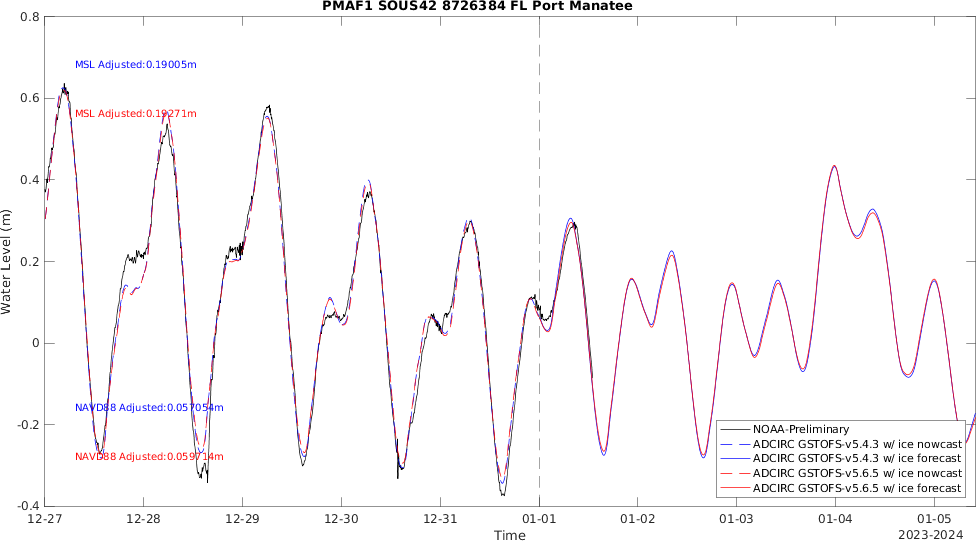 PMAF1 SOUS42 8726384 FL Port Manatee
0.8
0.6
0.4
0.2
0
-0.2
-0.4
Water Level (m)
MSL Adjusted:0.19005m
MSL Adjusted:0.19271m
NAVD88 Adjusted:0.057054m
NAVD88 Adjusted:0.059714m
NOAA-Preliminary
ADCIRC GSTOFS-v5.4.3 w/ ice nowcast
ADCIRC GSTOFS-v5.4.3 w/ ice forecast
ADCIRC GSTOFS-v5.6.5 w/ ice nowcast
ADCIRC GSTOFS-v5.6.5 w/ ice forecast
12-27 12-28 12-29 12-30 12-31 01-01 01-02 01-03 01-04 01-05
Time
2023-2024